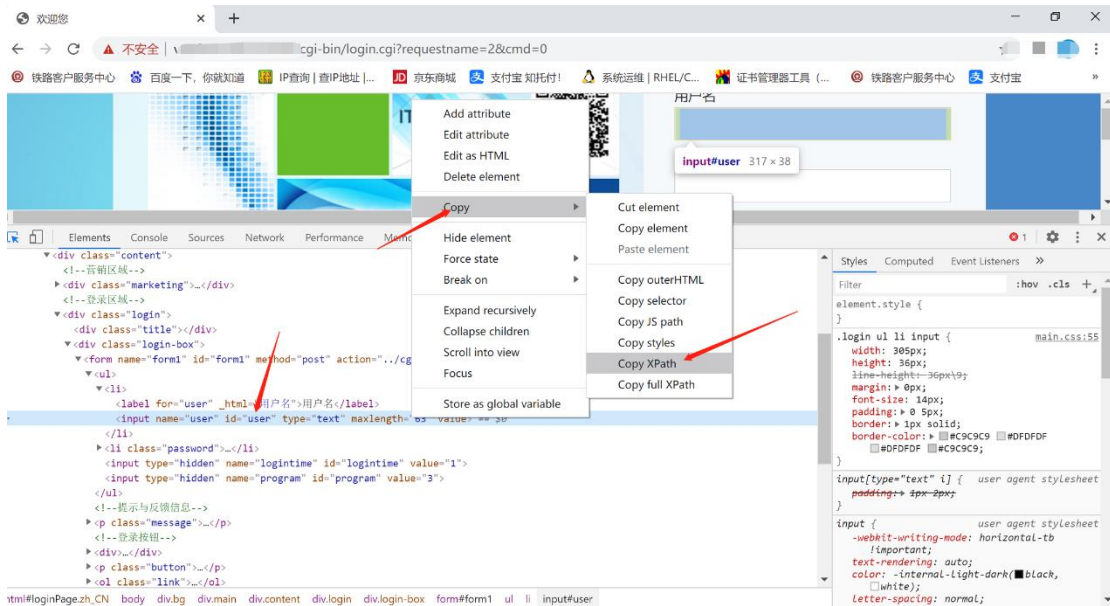 欢迎您
不安全
cgi-bin/login.cgi?requestname=2&cmd=0
铁路客户服务中心 百度一下，你就知道 IP查询 | 查IP地址 |... JD 京东商城 支付宝 知托付! 系统运维 | RHEL/C... 证书管理器工具 (... 铁路客户服务中心 支付宝 »
IT
用户名
input#user 317 × 38
Add attribute
Edit attribute
Edit as HTML
Delete element
Copy
Hide element
Force state
Break on
Expand recursively
Collapse children
Scroll into view
Focus
Store as global variable
Cut element
Copy element
Paste element
Copy outerHTML
Copy selector
Copy JS path
Copy styles
Copy XPath
Copy full XPath
Elements Console Sources Network Performance 1
<div class="content">
<!--营销区域-->
<div class="marketing">…</div>
<!--登录区域-->
<div class="login">
<div class="title"></div>
<div class="login-box">
<form name="form1" id="form1" method="post" action="../cg
<ul>
<li>
<label for="user" _html="用户名">用户名</label>
<input name="user" id="user" type="text" maxlength="63" value> == $0
</li>
<li class="password">…</li>
<input type="hidden" name="logintime" id="logintime" value="1">
<input type="hidden" name="program" id="program" value="3">
</ul>
<!--提示与反馈信息-->
<p class="message">…</p>
<!--登录按钮-->
<div>…</div>
<p class="button">…</p>
<ol class="link">…</ol>
html#loginPage.zh_CN body div.bg div.main div.content div.login div.login-box form#form1 ul li input#user
Styles Computed Event Listeners »
Filter :hov .cls +
element.style {
}
.login ul li input { main.css:55
width: 305px;
height: 36px;
line-height: 36px\9;
margin: 0px;
font-size: 14px;
padding: 0 5px;
border: 1px solid;
border-color: #C9C9C9 #DFDFDF
#DFDFDF #C9C9C9;
}
input[type="text" i] { user agent stylesheet
padding: 1px 2px;
}
input { user agent stylesheet
-webkit-writing-mode: horizontal-tb
!important;
text-rendering: auto;
color: -internal-light-dark(black,
white);
letter-spacing: normal;